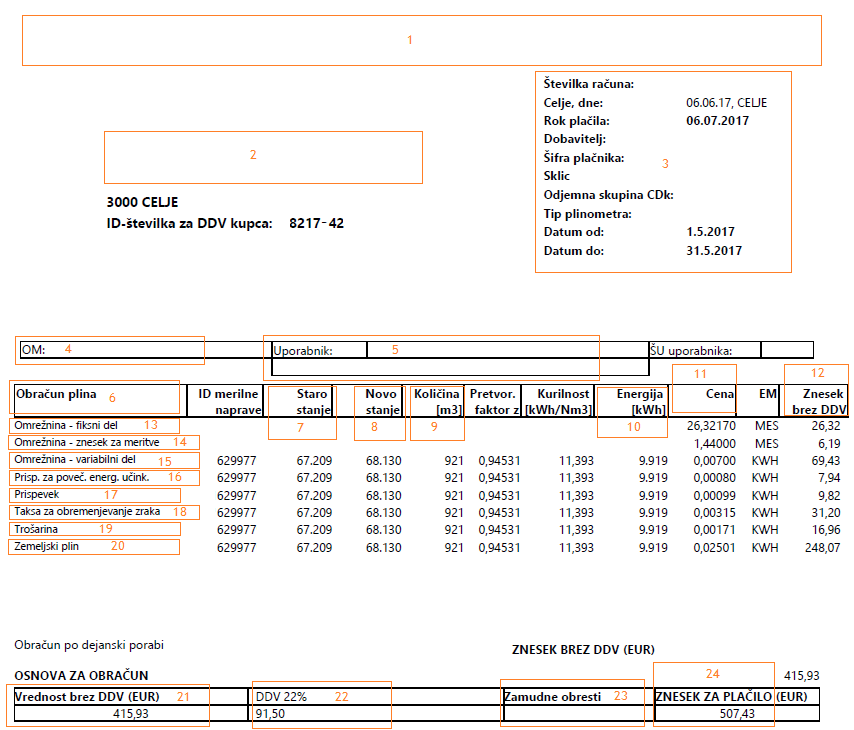 1
Številka računa:
Celje, dne: 06.06.17, CELJE
Rok plačila: 06.07.2017
Dobavitelj:
2
Šifra plačnika: 3
Sklic
Odjemna skupina CDk:
3000 CELJE
Tip plinometra:
ID-številka za DDV kupca: 8217-42
Datum od: 1.5.2017
Datum do: 31.5.2017
OM: 4 Uporabnik: 5 ŠU uporabnika:
11 12
Obračun plina 6 ID merilne naprave Staro stanje Novo stanje Količina [m3] Pretvor. faktor z Kurilnost [kWh/Nm3] Energija [kWh] Cena EM Znesek brez DDV
7 8 9 10
Omrežnina - fiksni del 13 26,32170 MES 26,32
Omrežnina - znesek za meritve 14 1,44000 MES 6,19
Omrežnina - variabilni del 15 629977 67.209 68.130 921 0,94531 11,393 9.919 0,00700 KWH 69,43
Prisp. za poveč. energ. učink. 16 629977 67.209 68.130 921 0,94531 11,393 9.919 0,00080 KWH 7,94
Prispevek 17 629977 67.209 68.130 921 0,94531 11,393 9.919 0,00099 KWH 9,82
Taksa za obremenjevanje zraka 18 629977 67.209 68.130 921 0,94531 11,393 9.919 0,00315 KWH 31,20
Trošarina 19 629977 67.209 68.130 921 0,94531 11,393 9.919 0,00171 KWH 16,96
Zemeljski plin 20 629977 67.209 68.130 921 0,94531 11,393 9.919 0,02501 KWH 248,07
Obračun po dejanski porabi
ZNESEK BREZ DDV (EUR)
OSNOVA ZA OBRAČUN 24 415,93
Vrednost brez DDV (EUR) 21 DDV 22% 22 Zamudne obresti 23 ZNESEK ZA PLAČILO (EUR)
415,93 91,50 507,43